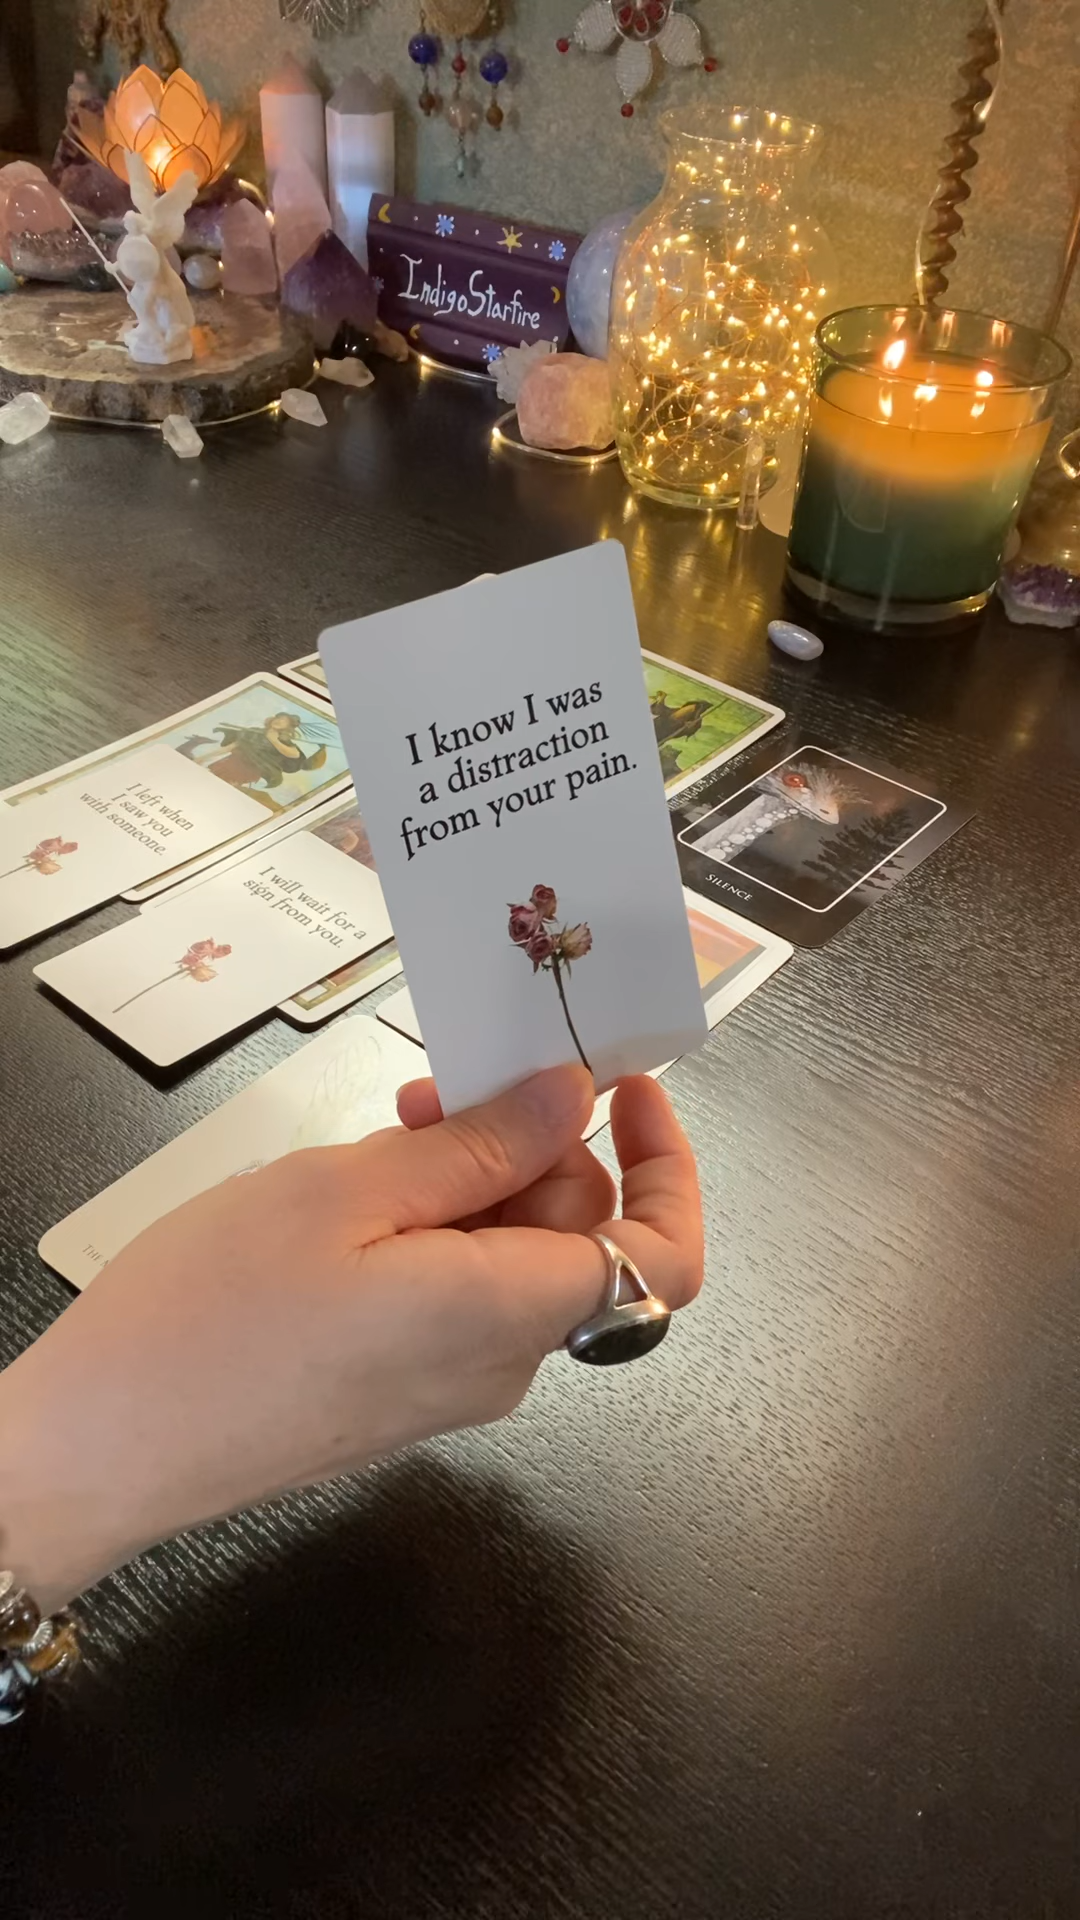 IndigoStarfire
I know I was
a distraction
from your pain.
I left when
I saw you
with someone.
I will wait for a
sign from you.
SILENCE